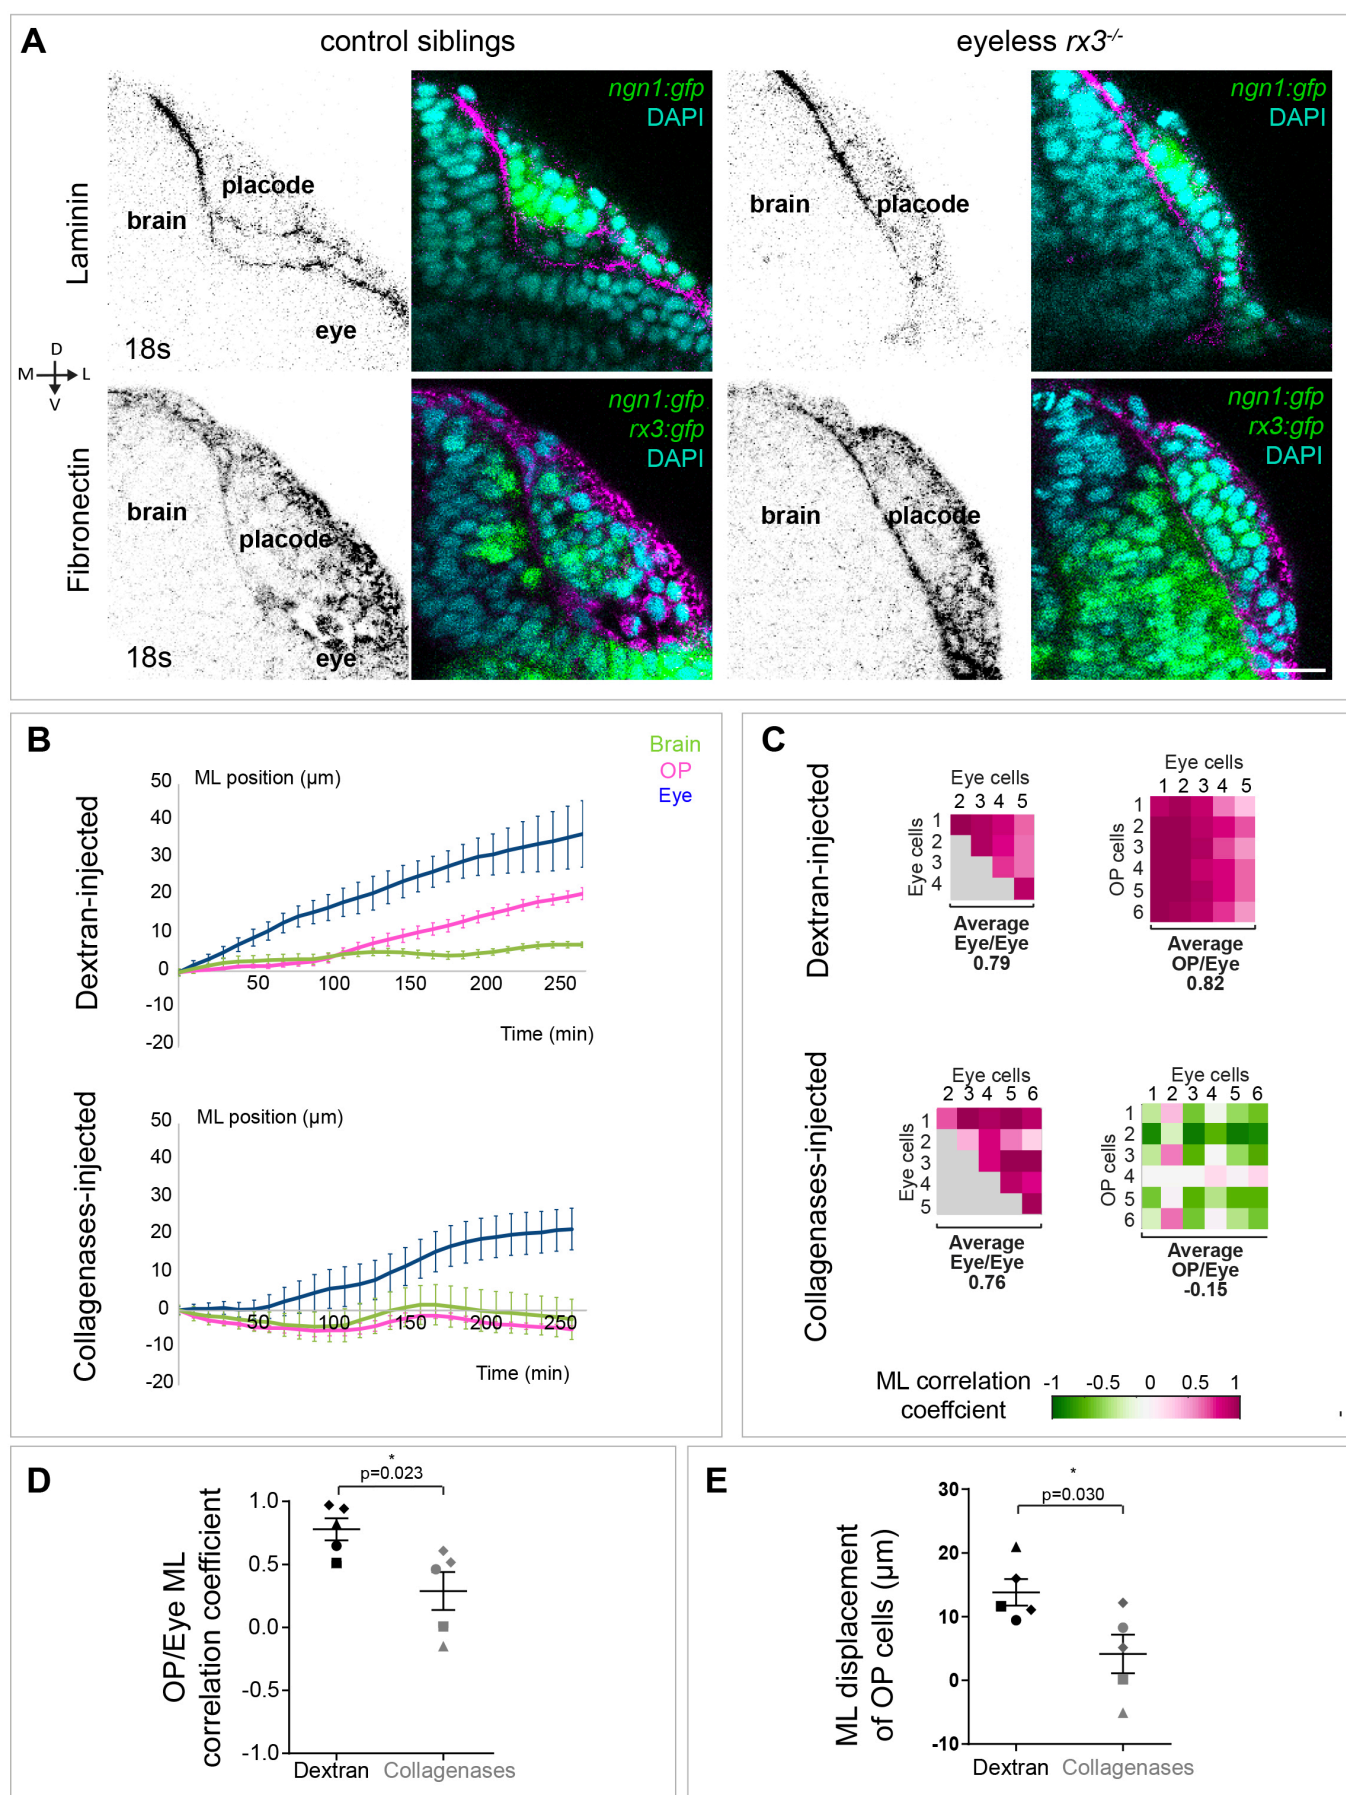 A
control siblings
eyeless rx3-/-
Laminin
placode
brain
eye
18s
ngn1:gfp
DAPI
brain
placode
ngn1:gfp
DAPI
D
M L
V
Fibronectin
brain
placode
eye
18s
ngn1:gfp
rx3:gfp
DAPI
brain
placode
ngn1:gfp
rx3:gfp
DAPI
B
Brain
OP
Eye
Dextran-injected
ML position (µm)
50
40
30
20
10
0
-10
-20
50 100 150 200 250
Time (min)
Collagenases-injected
ML position (µm)
50
40
30
20
10
0
-10
-20
50 100 150 200 250
Time (min)
C
Dextran-injected
Eye cells
2 3 4 5
Eye cells
1
2
3
4
Average
Eye/Eye
0.79
Eye cells
1 2 3 4 5
OP cells
1
2
3
4
5
6
Average
OP/Eye
0.82
Collagenases-injected
Eye cells
2 3 4 5 6
Eye cells
1
2
3
4
5
Average
Eye/Eye
0.76
Eye cells
1 2 3 4 5 6
OP cells
1
2
3
4
5
6
Average
OP/Eye
-0.15
ML correlation
coeffcient
-1 -0.5 0 0.5 1
D
OP/Eye ML
correlation coefficient
*
p=0.023
1.0
0.5
0.0
-0.5
-1.0
Dextran Collagenases
E
ML displacement
of OP cells (µm)
*
p=0.030
30
20
10
0
-10
Dextran Collagenases